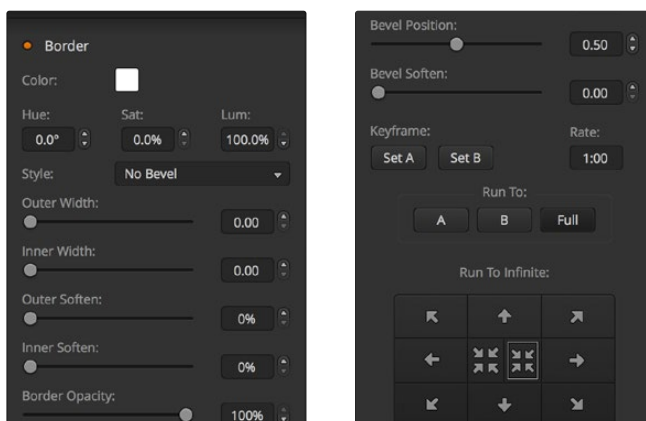 Border
Color:
Hue: Sat: Lum:
0.0° 0.0% 100.0%
Style: No Bevel
Outer Width:
0.00
Inner Width:
0.00
Outer Soften:
0%
Inner Soften:
0%
Border Opacity:
100%
Bevel Position:
0.50
Bevel Soften:
0.00
Keyframe: Rate:
Set A Set B 1:00
Run To:
A B Full
Run To Infinite: